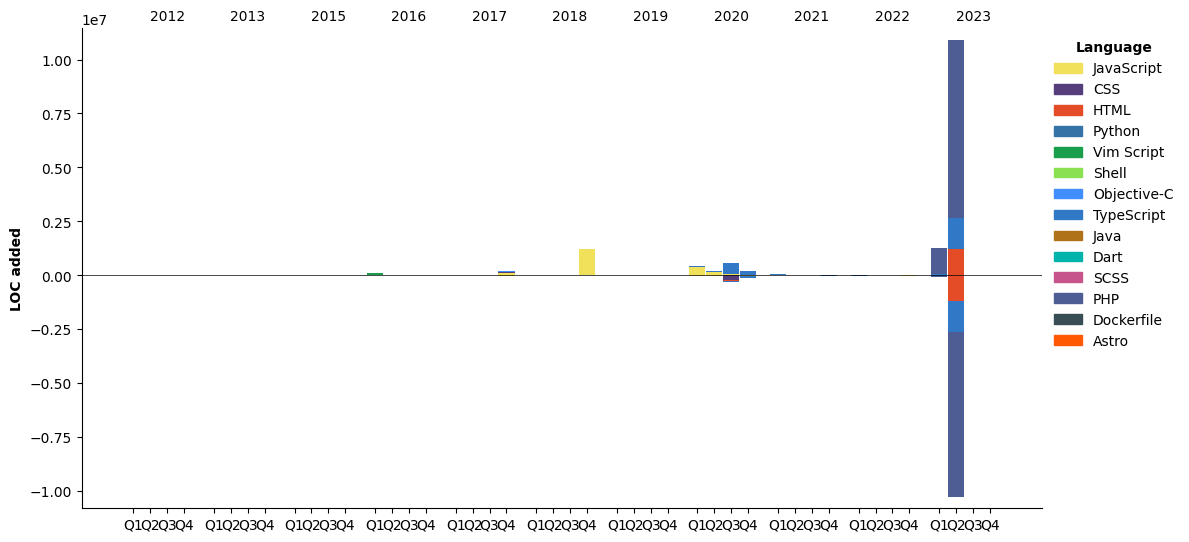 1e7 2012 2013 2015 2016 2017 2018 2019 2020 2021 2022 2023
1.00
0.75
0.50
0.25
0.00
−0.25
−0.50
−0.75
−1.00
LOC added
Q1Q2Q3Q4 Q1Q2Q3Q4 Q1Q2Q3Q4 Q1Q2Q3Q4 Q1Q2Q3Q4 Q1Q2Q3Q4 Q1Q2Q3Q4 Q1Q2Q3Q4 Q1Q2Q3Q4 Q1Q2Q3Q4 Q1Q2Q3Q4
Language
JavaScript
CSS
HTML
Python
Vim Script
Shell
Objective-C
TypeScript
Java
Dart
SCSS
PHP
Dockerfile
Astro